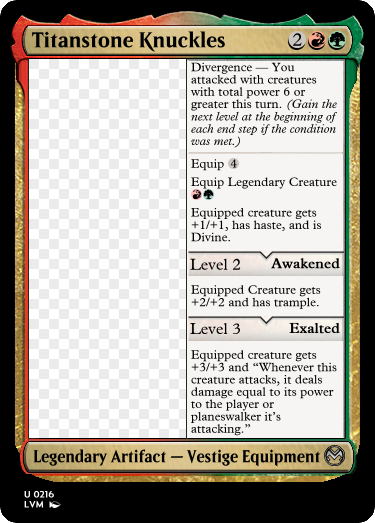 Titanstone Knuckles 2
Divergence — You
attacked with creatures
with total power 6 or
greater this turn. (Gain the
next level at the beginning of
each end step if the condition
was met.)
Equip 4
Equip Legendary Creature
Equipped creature gets
+1/+1, has haste, and is
Divine.
Level 2 Awakened
Equipped Creature gets
+2/+2 and has trample.
Level 3 Exalted
Equipped creature gets
+3/+3 and “Whenever this
creature attacks, it deals
damage equal to its power
to the player or
planeswalker it’s
attacking.”
Legendary Artifact — Vestige Equipment
U 0216
LVM